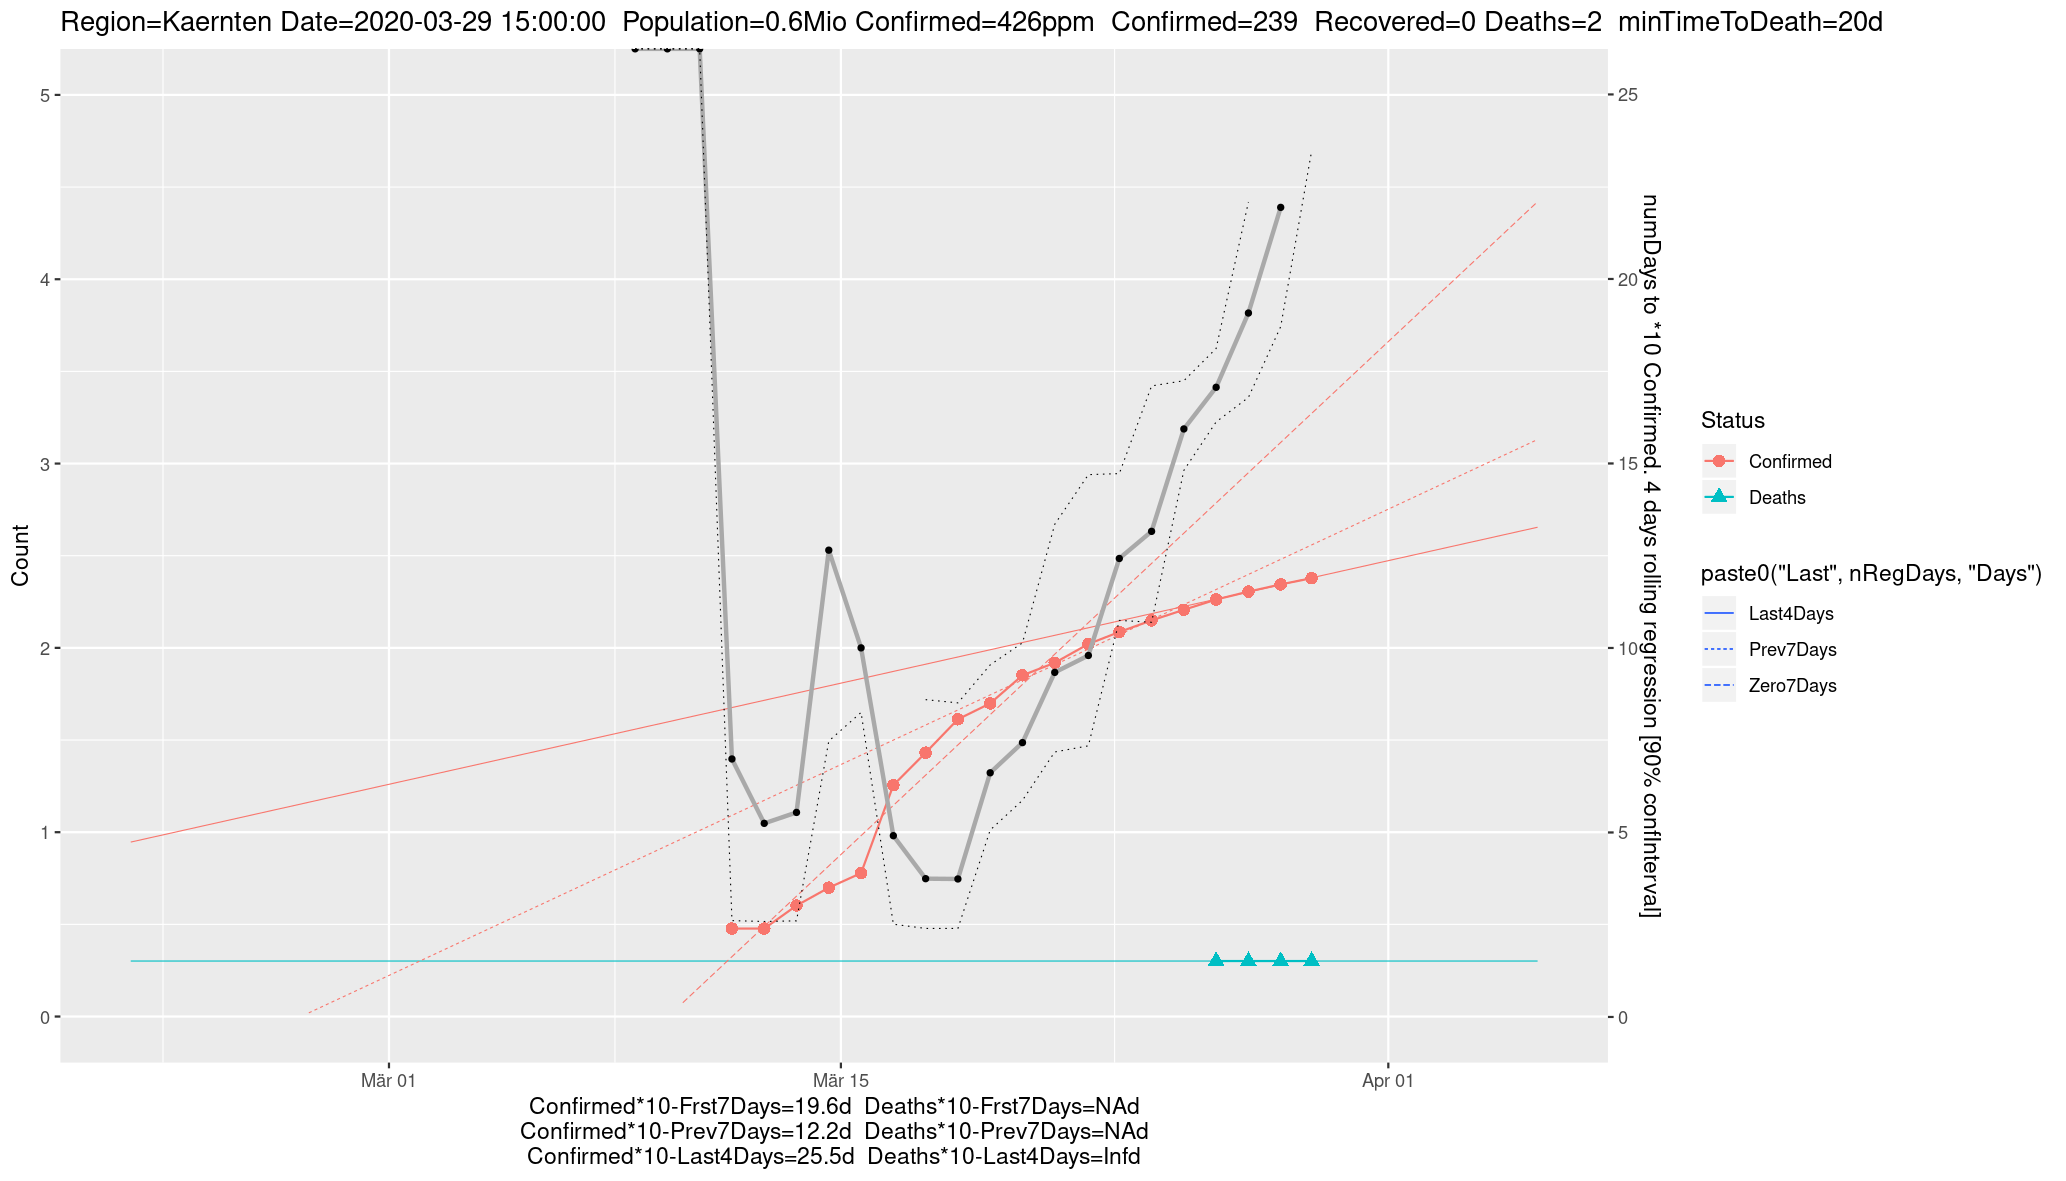 Region=Kaernten Date=2020-03-29 15:00:00  Population=0.6Mio Confirmed=426ppm  Confirmed=239  Recovered=0 Deaths=2  minTimeToDeath=20d
5
4
3
2
1
0
Count
25
20
15
10
5
0
numDays to *10 Confirmed. 4 days rolling regression [90% confInterval]
Mär 01
Mär 15
Apr 01
Confirmed*10-Frst7Days=19.6d  Deaths*10-Frst7Days=NAd
Confirmed*10-Prev7Days=12.2d  Deaths*10-Prev7Days=NAd
Confirmed*10-Last4Days=25.5d  Deaths*10-Last4Days=Infd
Status
Confirmed
Deaths
paste0("Last", nRegDays, "Days")
Last4Days
Prev7Days
Zero7Days